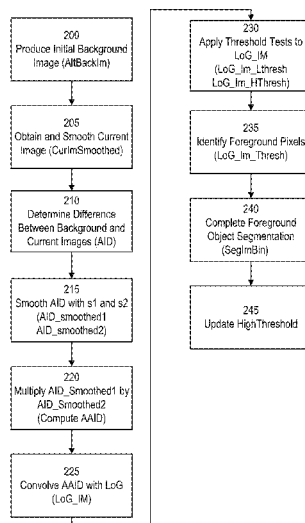 200
Produce Initial Background
Image (AltBackIm)
205
Obtain and Smooth Current
Image (CurImSmoothed)
210
Determine Difference
Between Background and
Current Images (AID)
215
Smooth AID with s1 and s2
(AID_smoothed1
AID_smoothed2)
220
Multiply AID_Smoothed1 by
AID_Smoothed2
(Compute AAID)
225
Convolve AAID with LoG
(LoG_IM)
230
Apply Threshold Tests to
LoG_IM
(LoG_Im_Lthresh
LoG_Im_HThresh)
235
Identify Foreground Pixels
(LoG_Im_Thresh)
240
Complete Foreground
Object Segmentation
(SegImBin)
245
Update HighThreshold